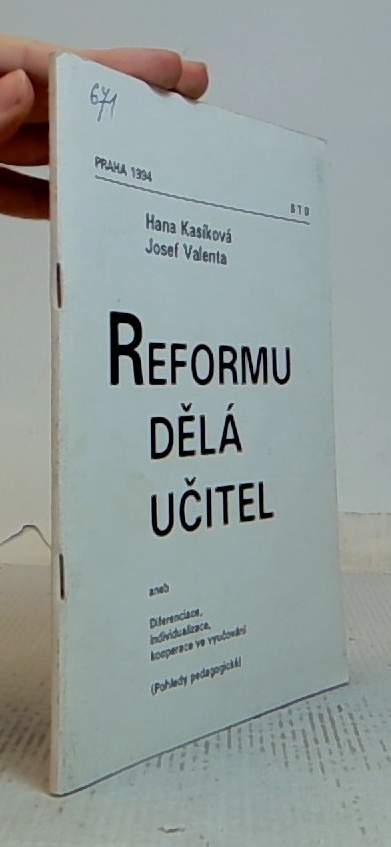 671
PRAHA 1994
STD
Hana Kasíková
Josef Valenta
REFORMU
DĚLÁ
UČITEL
aneb
Diferenciace,
individualizace,
kooperace ve vyučování
(Pohledy pedagogické)